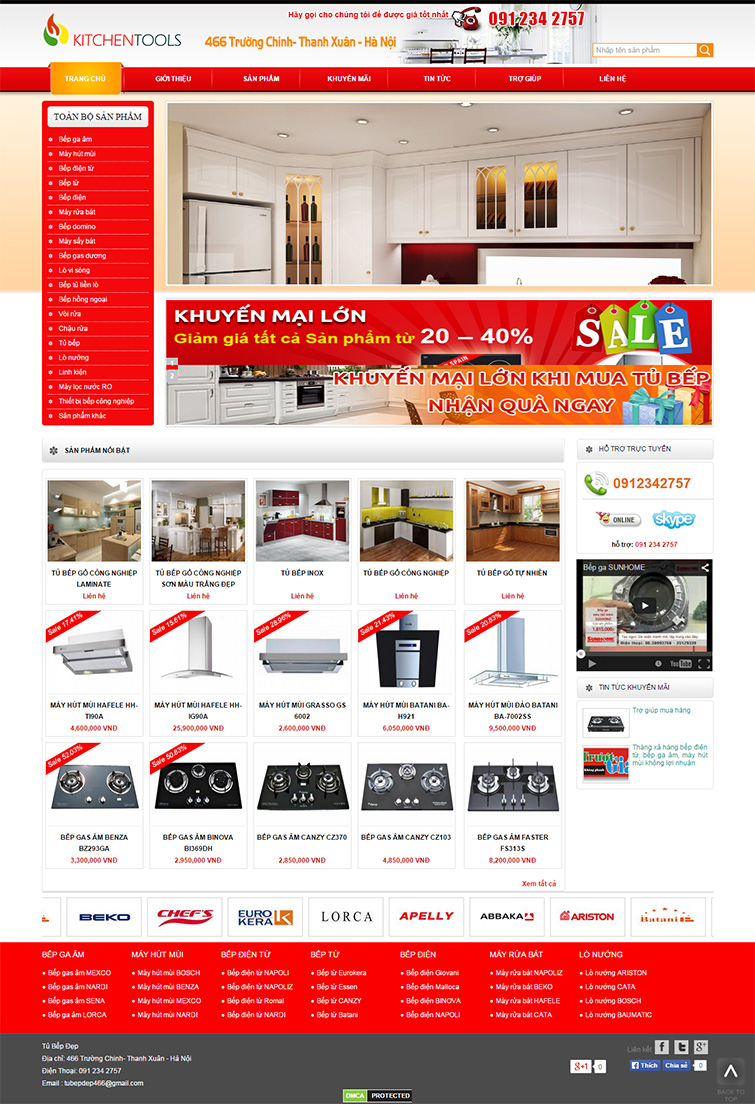 Hãy gọi cho chúng tôi để được giá tốt nhất
091 234 2757
KITCHENTOOLS
466 Trường Chinh- Thanh Xuân - Hà Nội
Nhập tên sản phẩm
TRANG CHỦ
GIỚI THIỆU
SẢN PHẨM
KHUYẾN MÃI
TIN TỨC
TRỢ GIÚP
LIÊN HỆ
TOÀN BỘ SẢN PHẨM
Bếp ga âm
Máy hút mùi
Bếp điện từ
Bếp từ
Bếp điện
Máy rửa bát
Bếp domino
Máy sấy bát
Bếp gas dương
Lò vi sóng
Bếp tủ liền lò
Bếp hồng ngoại
Vòi rửa
Chậu rửa
Tủ bếp
Lò nướng
Linh kiện
Máy lọc nước RO
Thiết bị bếp công nghiệp
Sản phẩm khác
KHUYẾN MẠI LỚN
Giảm giá tất cả Sản phẩm từ 20 – 40%
SALE
SPAIN
1
2
KHUYẾN MẠI LỚN KHI MUA TỦ BẾP
NHẬN QUÀ NGAY
SẢN PHẨM NỔI BẬT
TỦ BẾP GỖ CÔNG NGHIỆP LAMINATE
Liên hệ
TỦ BẾP GỖ CÔNG NGHIỆP SƠN MÀU TRẮNG ĐẸP
Liên hệ
TỦ BẾP INOX
Liên hệ
TỦ BẾP GỖ CÔNG NGHIỆP
Liên hệ
TỦ BẾP GỖ TỰ NHIÊN
Liên hệ
Sale 17.41%
MÁY HÚT MÙI HAFELE HH-TI90A
4,600,000 VNĐ
Sale 15.81%
MÁY HÚT MÙI HAFELE HH-IG90A
25,900,000 VNĐ
Sale 28.96%
MÁY HÚT MÙI GRASSO GS 6002
2,600,000 VNĐ
Sale 21.43%
MÁY HÚT MÙI BATANI BA-H921
6,050,000 VNĐ
Sale 20.83%
MÁY HÚT MÙI ĐẢO BATANI BA-7002SS
9,500,000 VNĐ
Sale 52.03%
BẾP GAS ÂM BENZA BZ293GA
3,300,000 VNĐ
Sale 50.83%
BẾP GAS ÂM BINOVA BI369DH
2,950,000 VNĐ
BẾP GAS ÂM CANZY CZ370
2,850,000 VNĐ
BẾP GAS ÂM CANZY CZ103
4,850,000 VNĐ
BẾP GAS ÂM FASTER FS313S
8,200,000 VNĐ
Xem tất cả
HỖ TRỢ TRỰC TUYẾN
0912342757
ONLINE
skype
hỗ trợ: 091 234 2757
Bếp ga SUNHOME
YouTube
TIN TỨC KHUYẾN MÃI
Trợ giúp mua hàng
Tháng xả hàng bếp điện từ, bếp ga âm, máy hút mùi không lợi nhuận
BEKO
CHEF'S
EURO KERA
LORCA
APELLY
ABBAKA
ARISTON
Batani
BẾP GA ÂM
Bếp gas âm MEXCO
Bếp gas âm NARDI
Bếp gas âm SENA
Bếp ga âm LORCA
MÁY HÚT MÙI
Máy hút mùi BOSCH
Máy hút mùi BENZA
Máy hút mùi MEXCO
Máy hút mùi NARDI
BẾP ĐIỆN TỪ
Bếp điện từ NAPOLI
Bếp điện từ NAPOLIZ
Bếp điện từ Romal
Bếp điện từ NARDI
BẾP TỪ
Bếp từ Eurokera
Bếp từ Essen
Bếp từ CANZY
Bếp từ Batani
BẾP ĐIỆN
Bếp điện Giovani
Bếp điện Malloca
Bếp điện BINOVA
Bếp điện NAPOLI
MÁY RỬA BÁT
Máy rửa bát NAPOLIZ
Máy rửa bát BEKO
Máy rửa bát HAFELE
Máy rửa bát CATA
LÒ NƯỚNG
Lò nướng ARISTON
Lò nướng CATA
Lò nướng BOSCH
Lò nướng BAUMATIC
Tủ Bếp Đẹp
Địa chỉ: 466 Trường Chinh- Thanh Xuân - Hà Nội
Điện Thoại: 091 234 2757
Email : tubepdep466@gmail.com
Liên kết
g+1 0
Thích
Chia sẻ 0
BACK TO TOP
DMCA PROTECTED